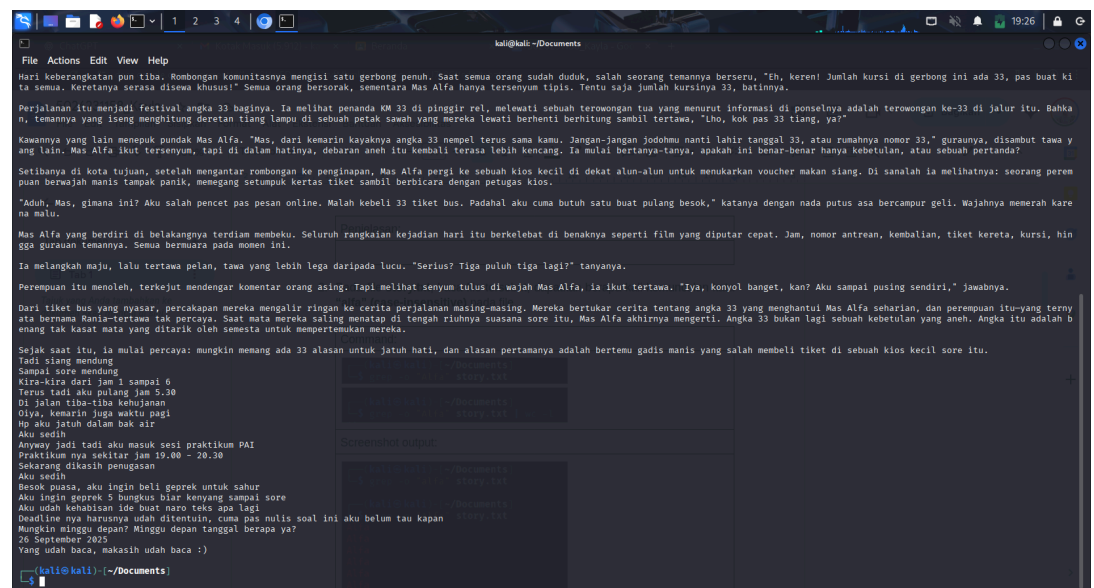 1 2 3 4
19:26
kali@kali: ~/Documents
File Actions Edit View Help
Hari keberangkatan pun tiba. Rombongan komunitasnya mengisi satu gerbong penuh. Saat semua orang sudah duduk, salah seorang temannya berseru, "Eh, keren! Jumlah kursi di gerbong ini ada 33, pas buat ki
ta semua. Keretanya serasa disewa khusus!" Semua orang bersorak, sementara Mas Alfa hanya tersenyum tipis. Tentu saja jumlah kursinya 33, batinnya.
Perjalanan itu menjadi festival angka 33 baginya. Ia melihat penanda KM 33 di pinggir rel, melewati sebuah terowongan tua yang menurut informasi di ponselnya adalah terowongan ke-33 di jalur itu. Bahka
n, temannya yang iseng menghitung deretan tiang lampu di sebuah petak sawah yang mereka lewati berhenti berhitung sambil tertawa, "Lho, kok pas 33 tiang, ya?"
Kawannya yang lain menepuk pundak Mas Alfa. "Mas, dari kemarin kayaknya angka 33 nempel terus sama kamu. Jangan-jangan jodohmu nanti lahir tanggal 33, atau rumahnya nomor 33," guraunya, disambut tawa y
ang lain. Mas Alfa ikut tersenyum, tapi di dalam hatinya, debaran aneh itu kembali terasa lebih kencang. Ia mulai bertanya-tanya, apakah ini benar-benar hanya kebetulan, atau sebuah pertanda?
Setibanya di kota tujuan, setelah mengantar rombongan ke penginapan, Mas Alfa pergi ke sebuah kios kecil di dekat alun-alun untuk menukarkan voucher makan siang. Di sanalah ia melihatnya: seorang perem
puan berwajah manis tampak panik, memegang setumpuk kertas tiket sambil berbicara dengan petugas kios.
"Aduh, Mas, gimana ini? Aku salah pencet pas pesan online. Malah kebeli 33 tiket bus. Padahal aku cuma butuh satu buat pulang besok," katanya dengan nada putus asa bercampur geli. Wajahnya memerah kare
na malu.
Mas Alfa yang berdiri di belakangnya terdiam membeku. Seluruh rangkaian kejadian hari itu berkelebat di benaknya seperti film yang diputar cepat. Jam, nomor antrean, kembalian, tiket kereta, kursi, hin
gga gurauan temannya. Semua bermuara pada momen ini.
Ia melangkah maju, lalu tertawa pelan, tawa yang lebih lega daripada lucu. "Serius? Tiga puluh tiga lagi?" tanyanya.
Perempuan itu menoleh, terkejut mendengar komentar orang asing. Tapi melihat senyum tulus di wajah Mas Alfa, ia ikut tertawa. "Iya, konyol banget, kan? Aku sampai pusing sendiri," jawabnya.
Dari tiket bus yang nyasar, percakapan mereka mengalir ringan ke cerita perjalanan masing-masing. Mereka bertukar cerita tentang angka 33 yang menghantui Mas Alfa seharian, dan perempuan itu—yang terny
ata bernama Rania—tertawa tak percaya. Saat mata mereka saling menatap di tengah riuhnya suasana sore itu, Mas Alfa akhirnya mengerti. Angka 33 bukan lagi sebuah kebetulan yang aneh. Angka itu adalah b
enang tak kasat mata yang ditarik oleh semesta untuk mempertemukan mereka.
Sejak saat itu, ia mulai percaya: mungkin memang ada 33 alasan untuk jatuh hati, dan alasan pertamanya adalah bertemu gadis manis yang salah membeli tiket di sebuah kios kecil sore itu.
Tadi siang mendung
Sampai sore mendung
Kira-kira dari jam 1 sampai 6
Terus tadi aku pulang jam 5.30
Di jalan tiba-tiba kehujanan
Oiya, kemarin juga waktu pagi
Hp aku jatuh dalam bak air
Aku sedih
Anyway jadi tadi aku masuk sesi praktikum PAI
Praktikum nya sekitar jam 19.00 - 20.30
Sekarang dikasih penugasan
Aku sedih
Besok puasa, aku ingin beli geprek untuk sahur
Aku ingin geprek 5 bungkus biar kenyang sampai sore
Aku udah kehabisan ide buat naro teks apa lagi
Deadline nya harusnya udah ditentuin, cuma pas nulis soal ini aku belum tau kapan
Mungkin minggu depan? Minggu depan tanggal berapa ya?
26 September 2025
Yang udah baca, makasih udah baca :)
┌──(kali㉿kali)-[~/Documents]
└─$